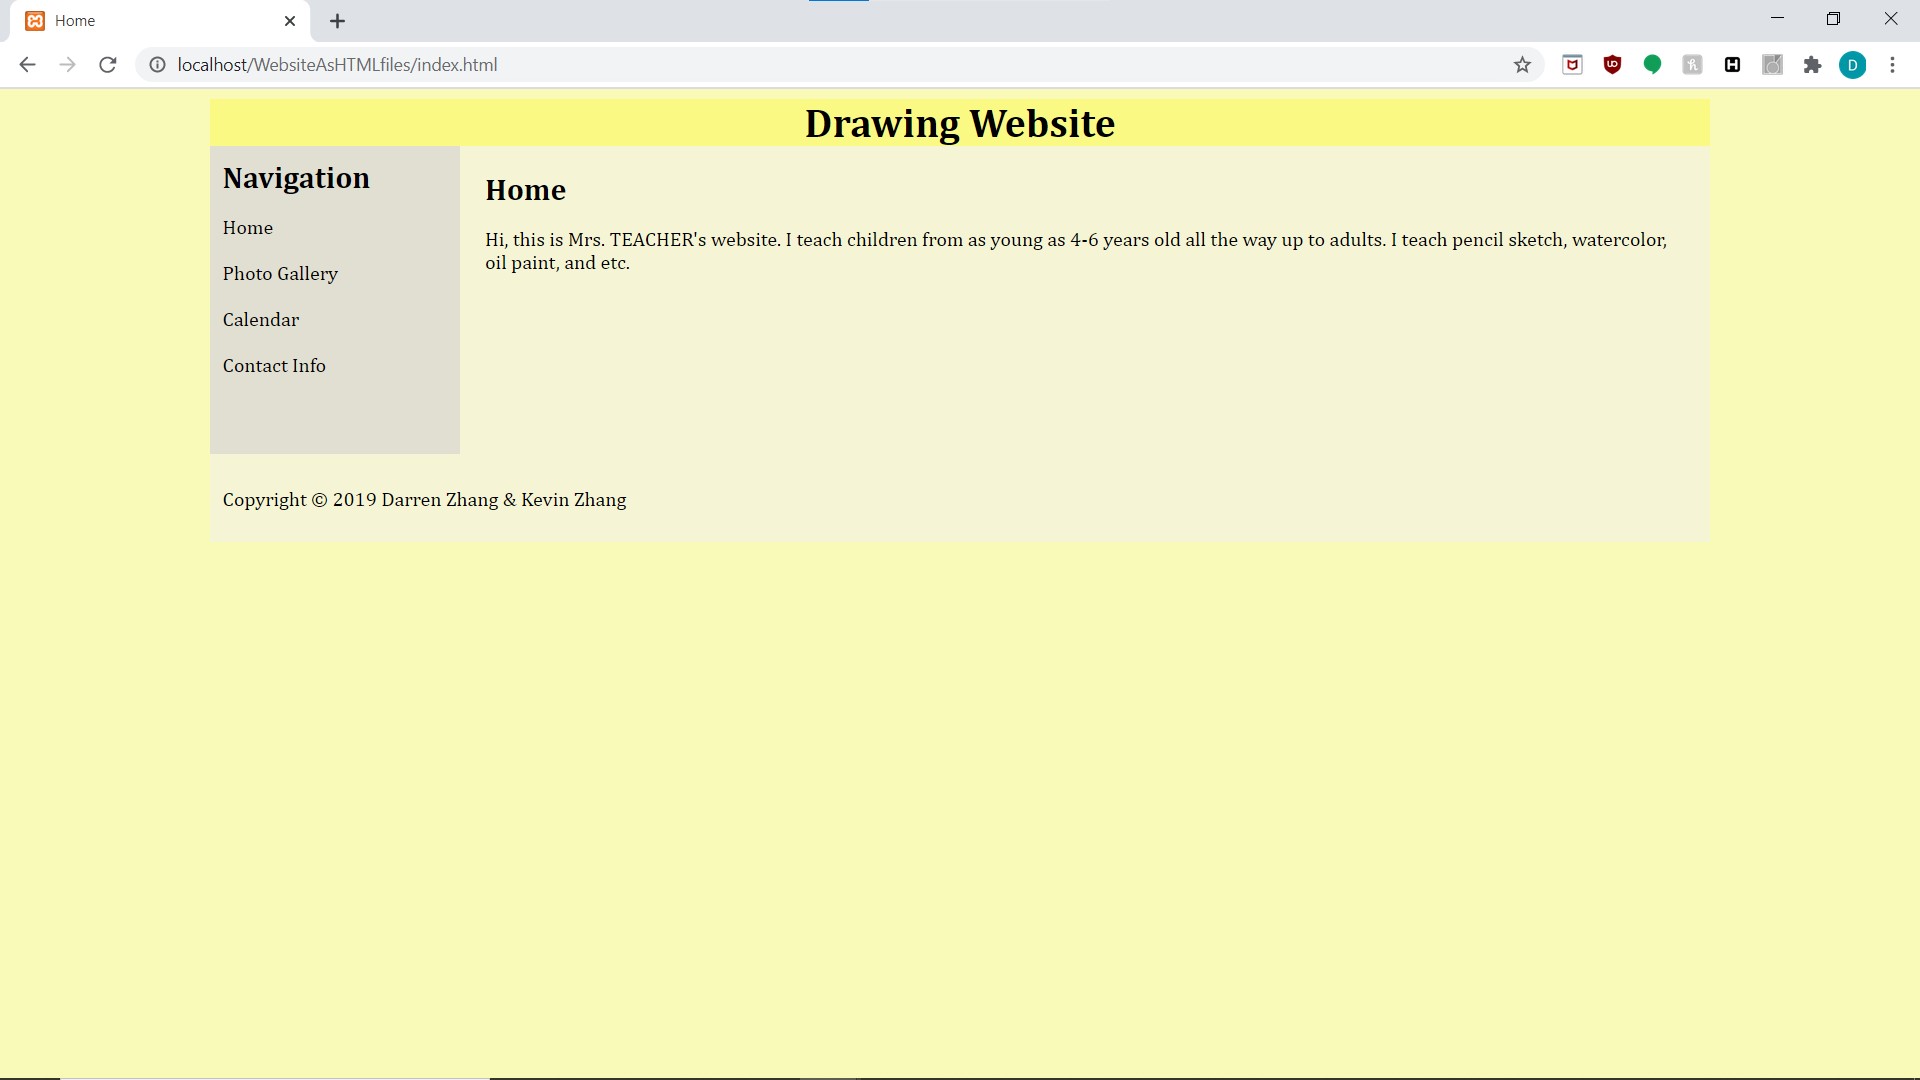 Home
localhost/WebsiteAsHTMLfiles/index.html
D
Drawing Website
Navigation
Home
Photo Gallery
Calendar
Contact Info
Home
Hi, this is Mrs. TEACHER's website. I teach children from as young as 4-6 years old all the way up to adults. I teach pencil sketch, watercolor,
oil paint, and etc.
Copyright © 2019 Darren Zhang & Kevin Zhang